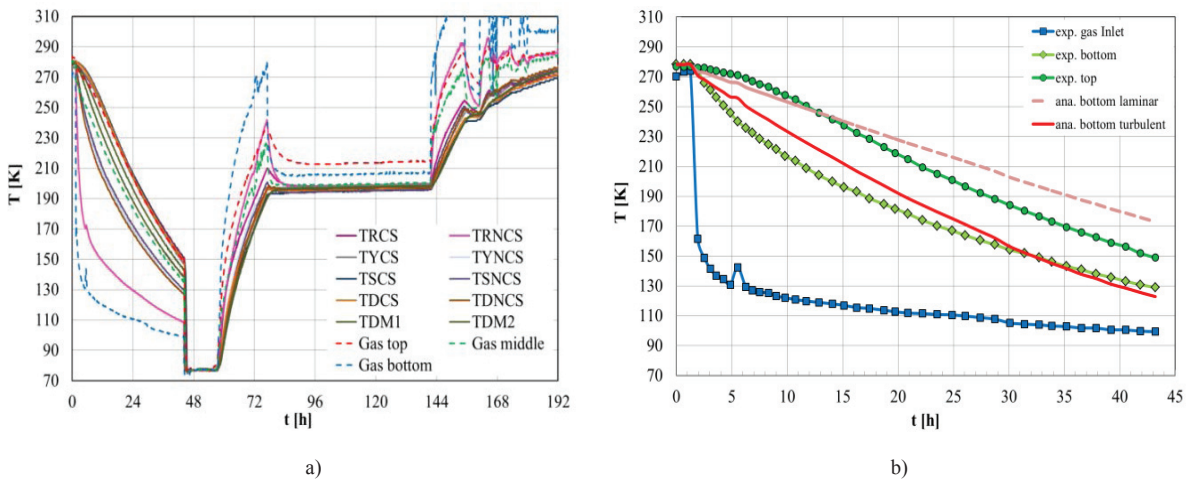 310
290
270
250
230
210
190
170
150
130
110
90
70
T [K]
TRCS
TRNCS
TYCS
TYNCS
TSCS
TSNCS
TDCS
TDNCS
TDM1
TDM2
Gas top
Gas middle
Gas bottom
0 24 48 72 96 120 144 168 192
t [h]
a)
310
290
270
250
230
210
190
170
150
130
110
90
70
T [K]
exp. gas Inlet
exp. bottom
exp. top
ana. bottom laminar
ana. bottom turbulent
0 5 10 15 20 25 30 35 40 45
t [h]
b)